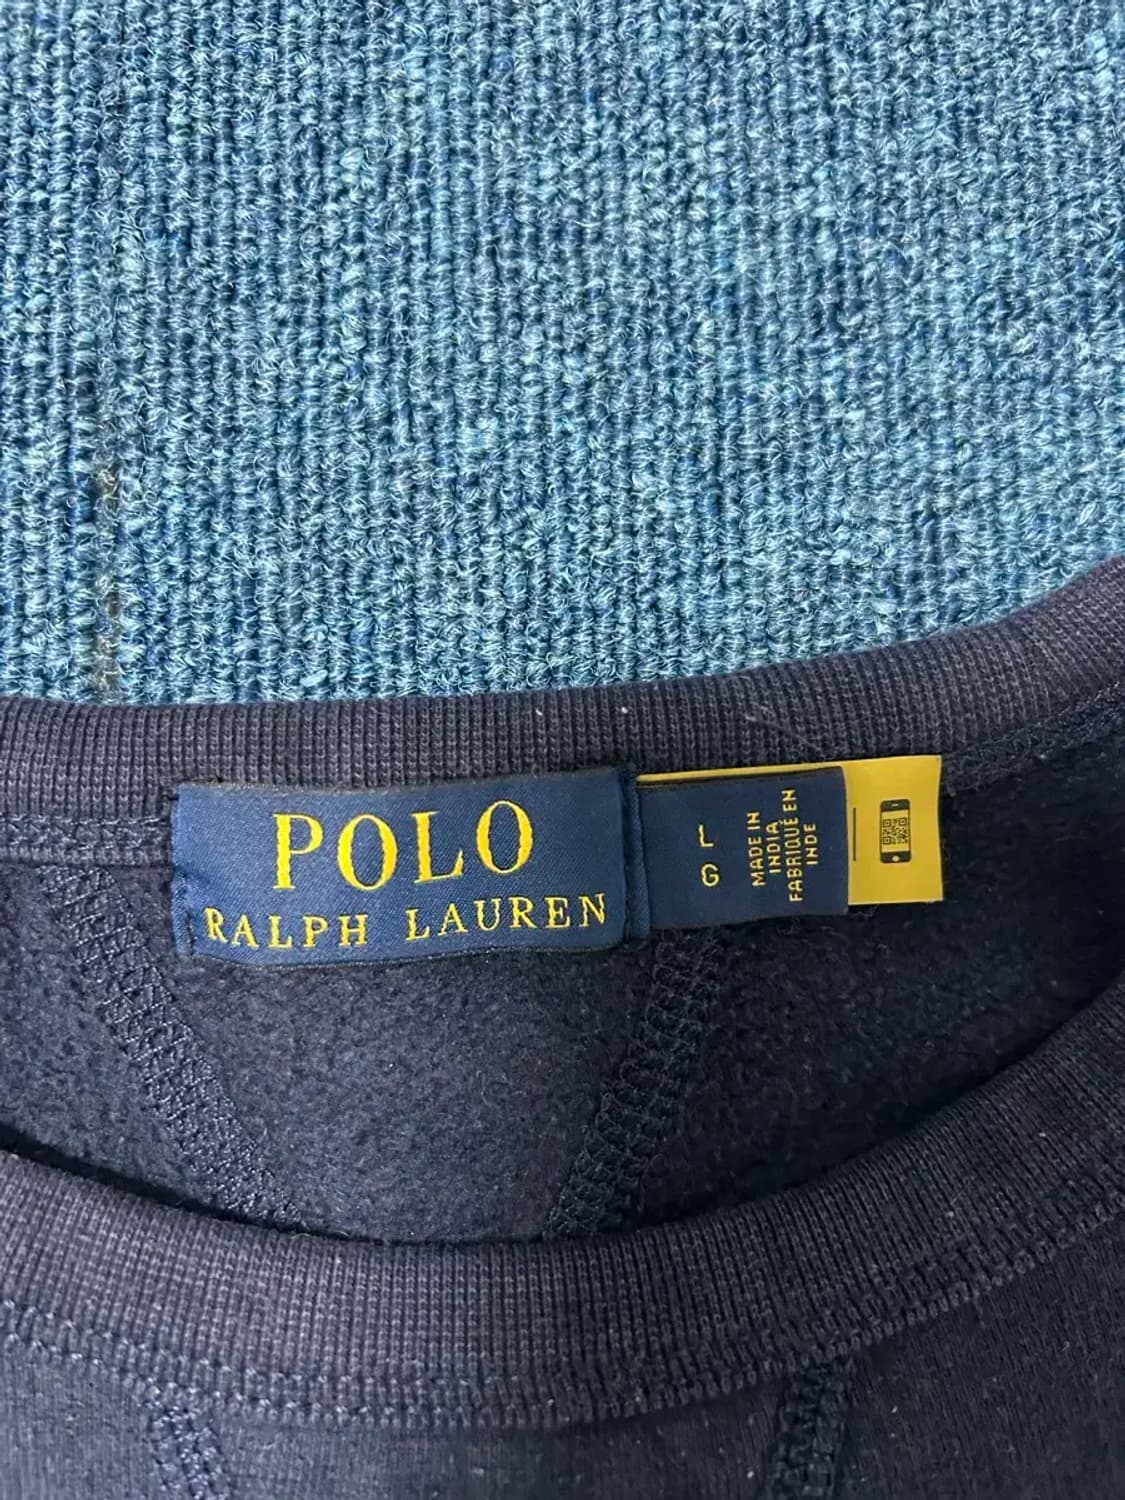 POLO
RALPH LAUREN
L
G
MADE IN
INDIA
FABRIQUÉ EN
INDE